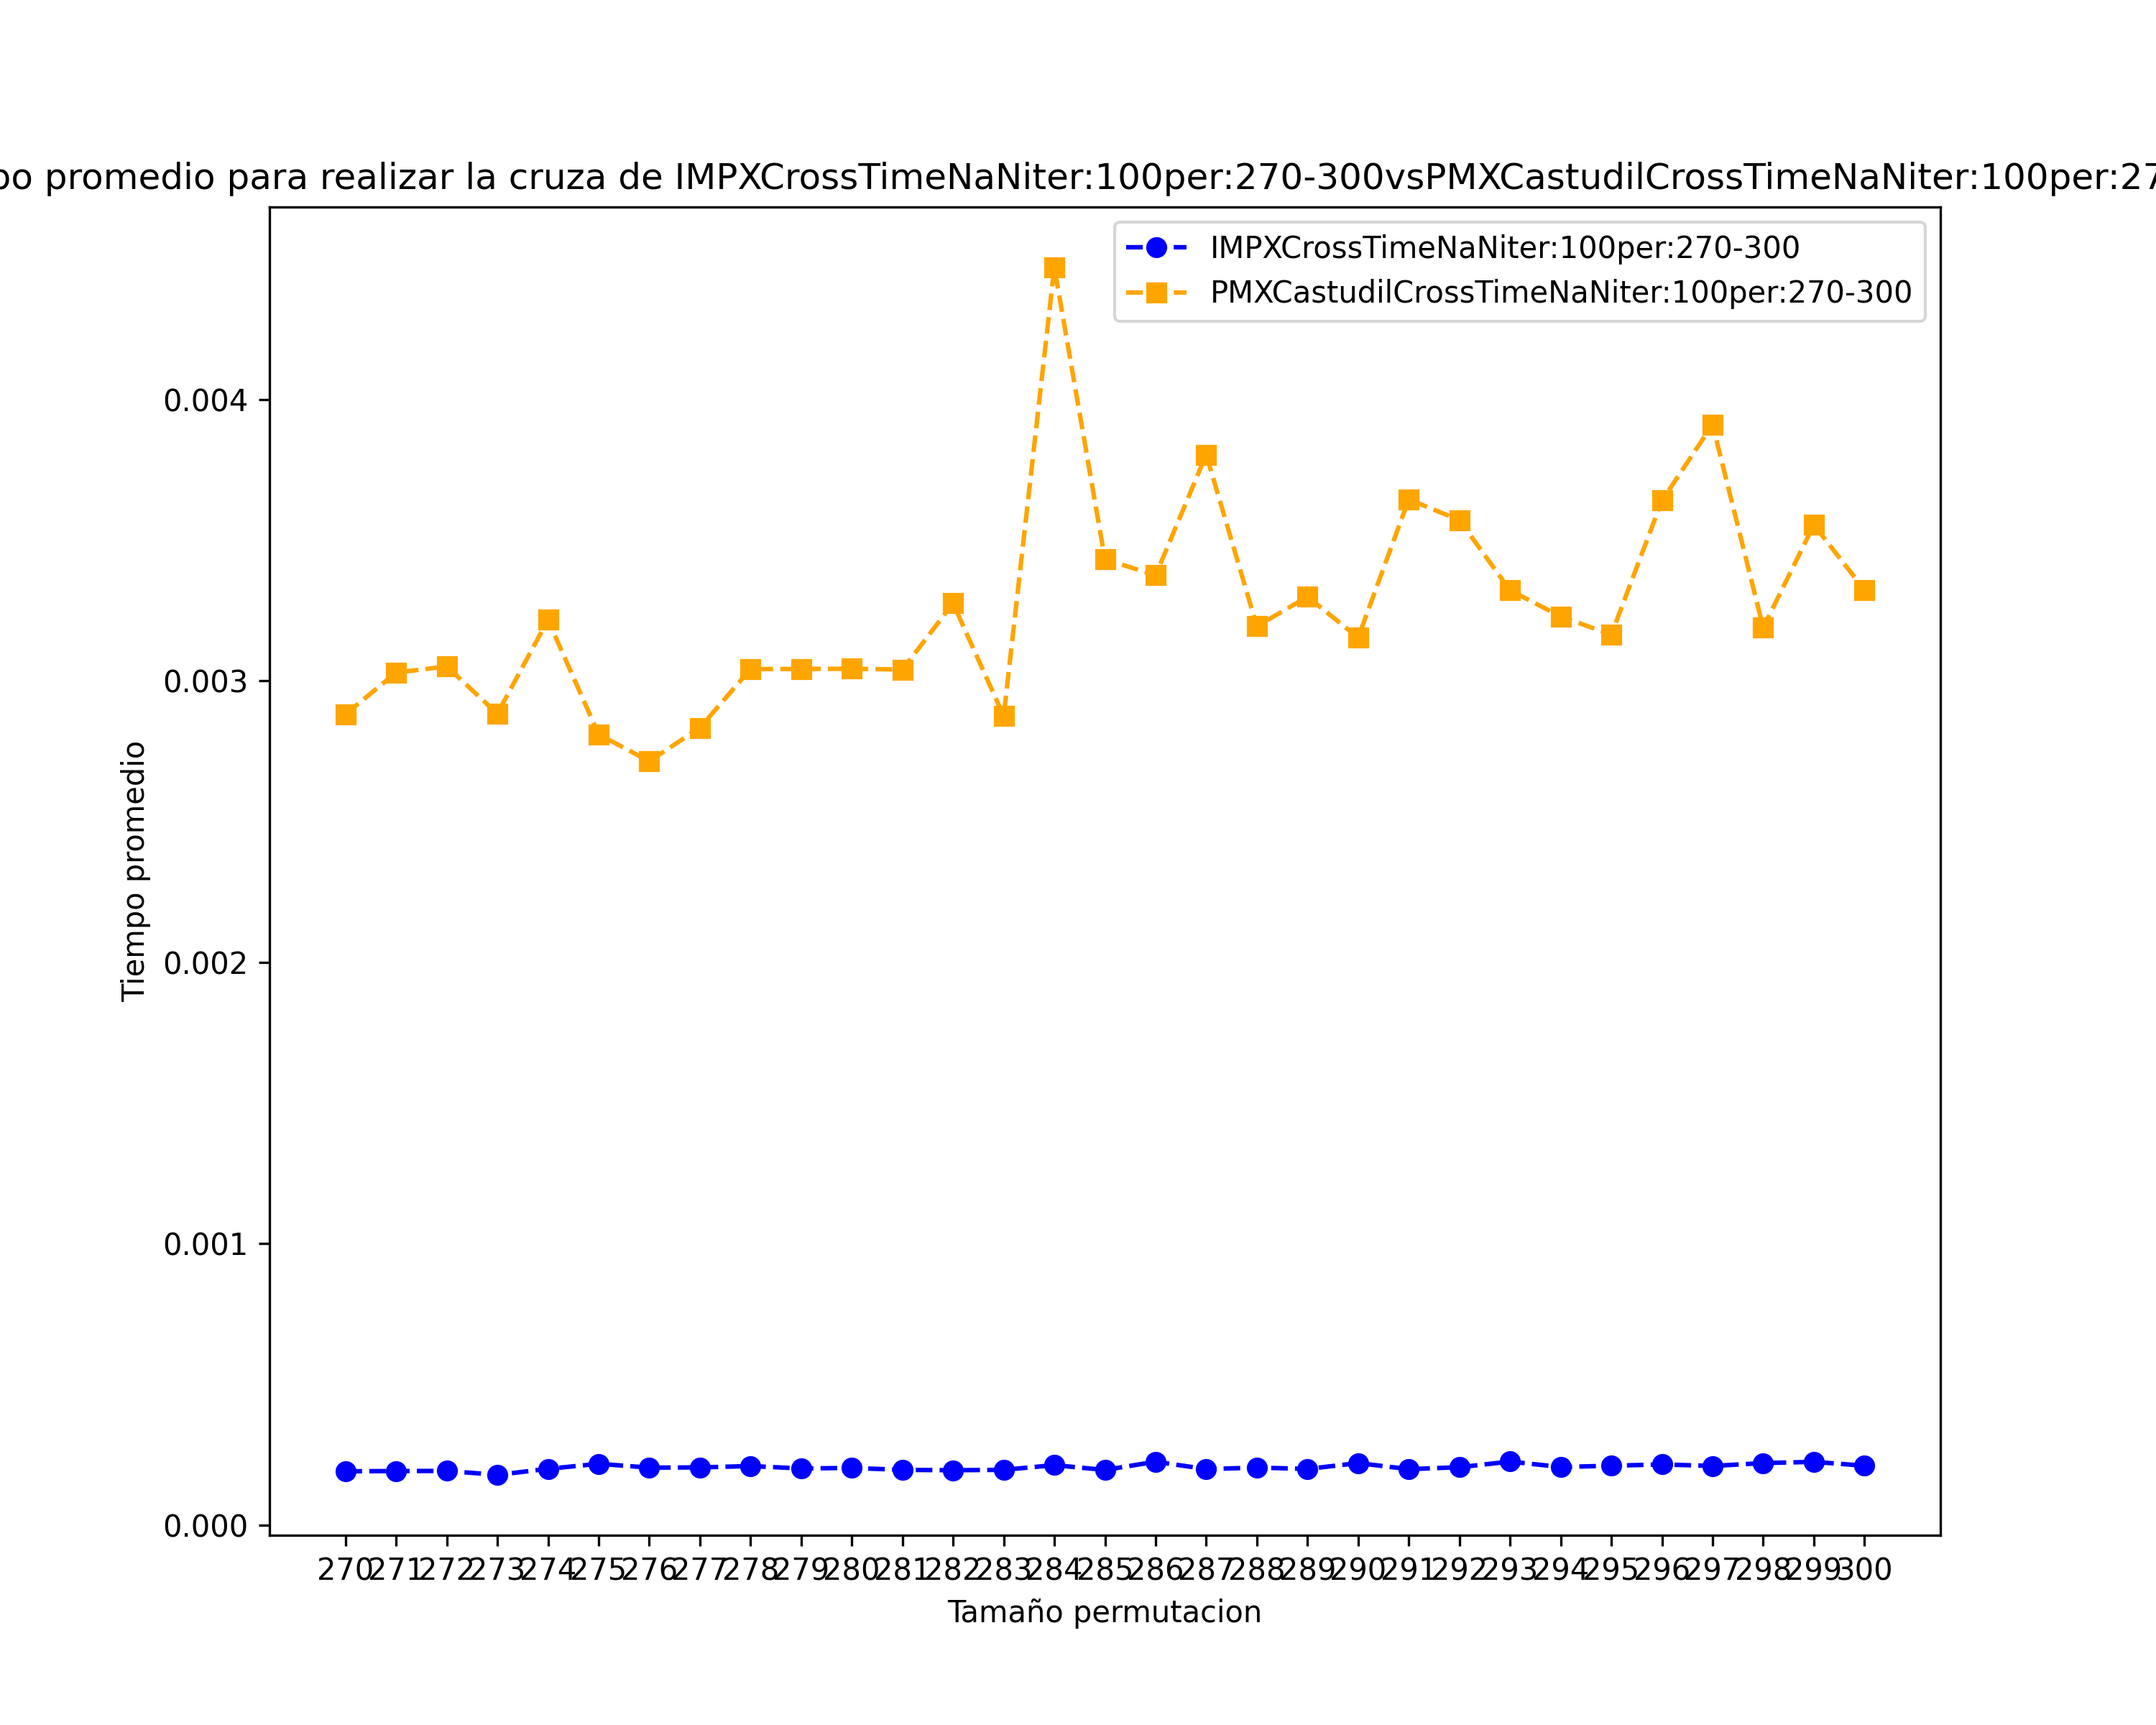 po promedio para realizar la cruza de IMPXCrossTimeNaNiter:100per:270-300vsPMXCastudilCrossTimeNaNiter:100per:27
IMPXCrossTimeNaNiter:100per:270-300
PMXCastudilCrossTimeNaNiter:100per:270-300
0.004
0.003
0.002
0.001
0.000
Tiempo promedio
270 271 272 273 274 275 276 277 278 279 280 281 282 283 284 285 286 287 288 289 290 291 292 293 294 295 296 297 298 299 300
Tamaño permutacion